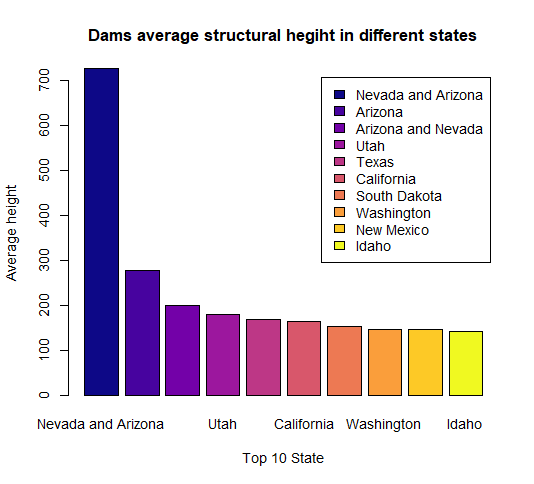 Dams average structural hegiht in different states
Nevada and Arizona
Arizona
Arizona and Nevada
Utah
Texas
California
South Dakota
Washington
New Mexico
Idaho
Average height
700
600
500
400
300
200
100
0
Nevada and Arizona Utah California Washington Idaho
Top 10 State